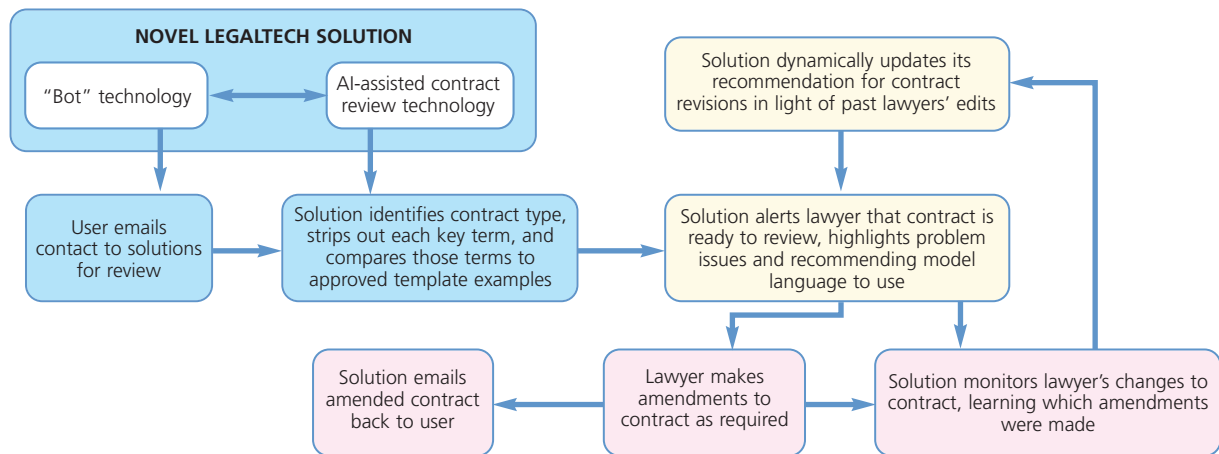 NOVEL LEGALTECH SOLUTION
“Bot” technology
AI-assisted contract
review technology
Solution dynamically updates its
recommendation for contract
revisions in light of past lawyers’ edits
User emails
contact to solutions
for review
Solution identifies contract type,
strips out each key term, and
compares those terms to
approved template examples
Solution alerts lawyer that contract is
ready to review, highlights problem
issues and recommending model
language to use
Solution emails
amended contract
back to user
Lawyer makes
amendments to
contract as required
Solution monitors lawyer’s changes to
contract, learning which amendments
were made